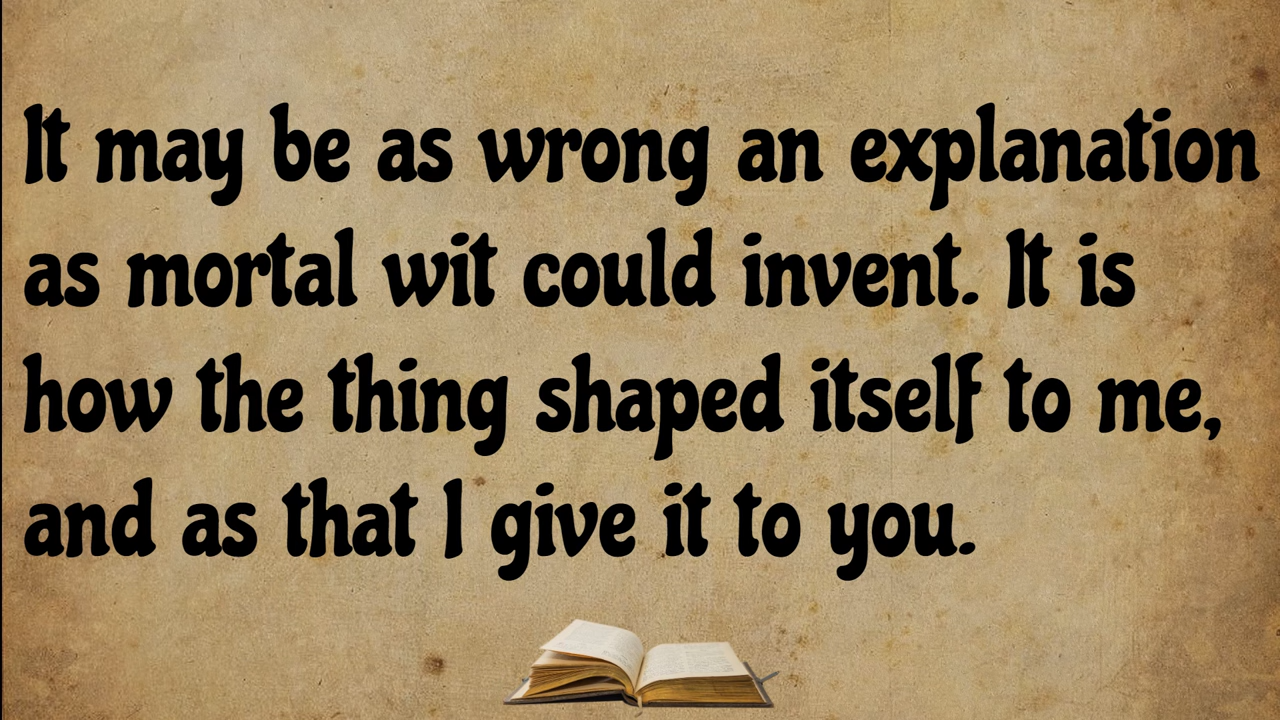 It may be as wrong an explanation
as mortal wit could invent. It is
how the thing shaped itself to me,
and as that I give it to you.